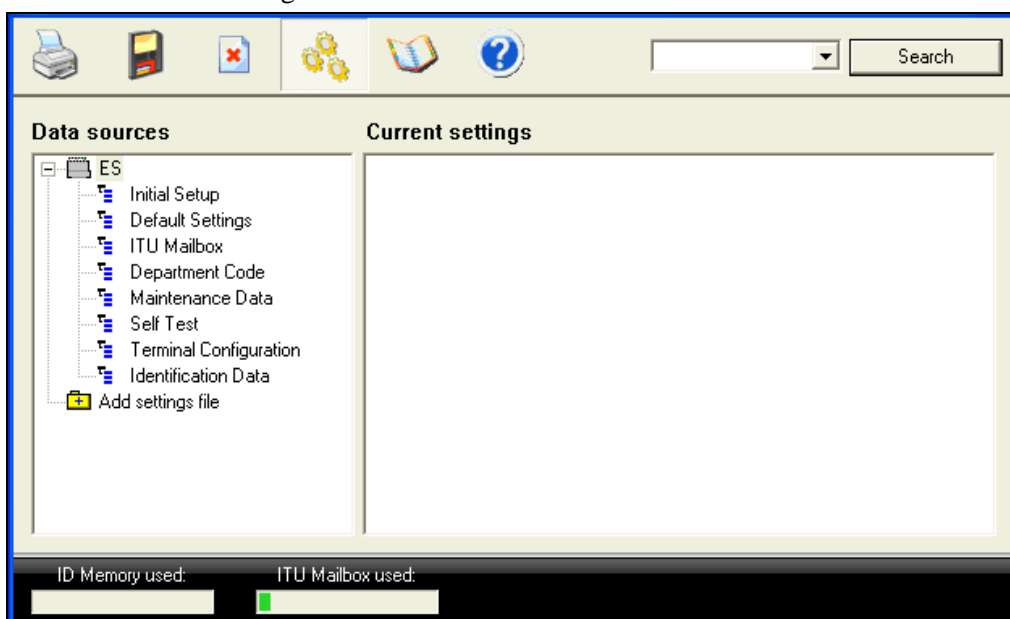 Search
Data sources
Current settings
ES
Initial Setup
Default Settings
ITU Mailbox
Department Code
Maintenance Data
Self Test
Terminal Configuration
Identification Data
Add settings file
ID Memory used:
ITU Mailbox used: